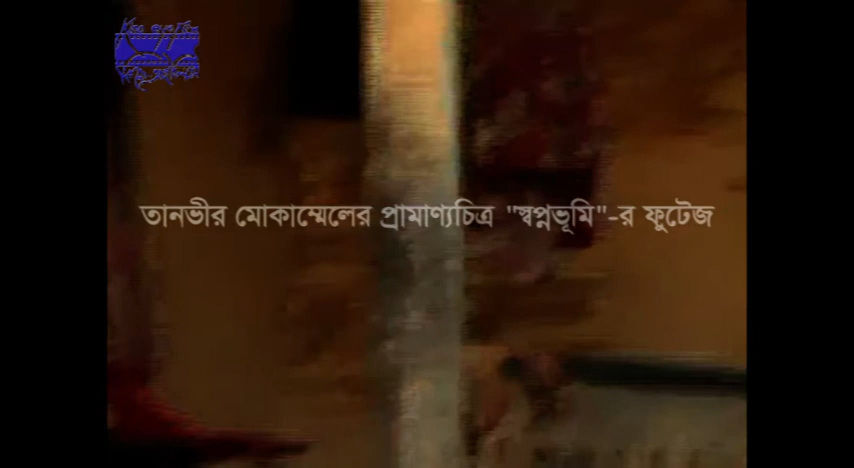 তানভীর মোকাম্মেলের প্রামাণ্যচিত্র "স্বপ্নভূমি"-র ফুটেজ